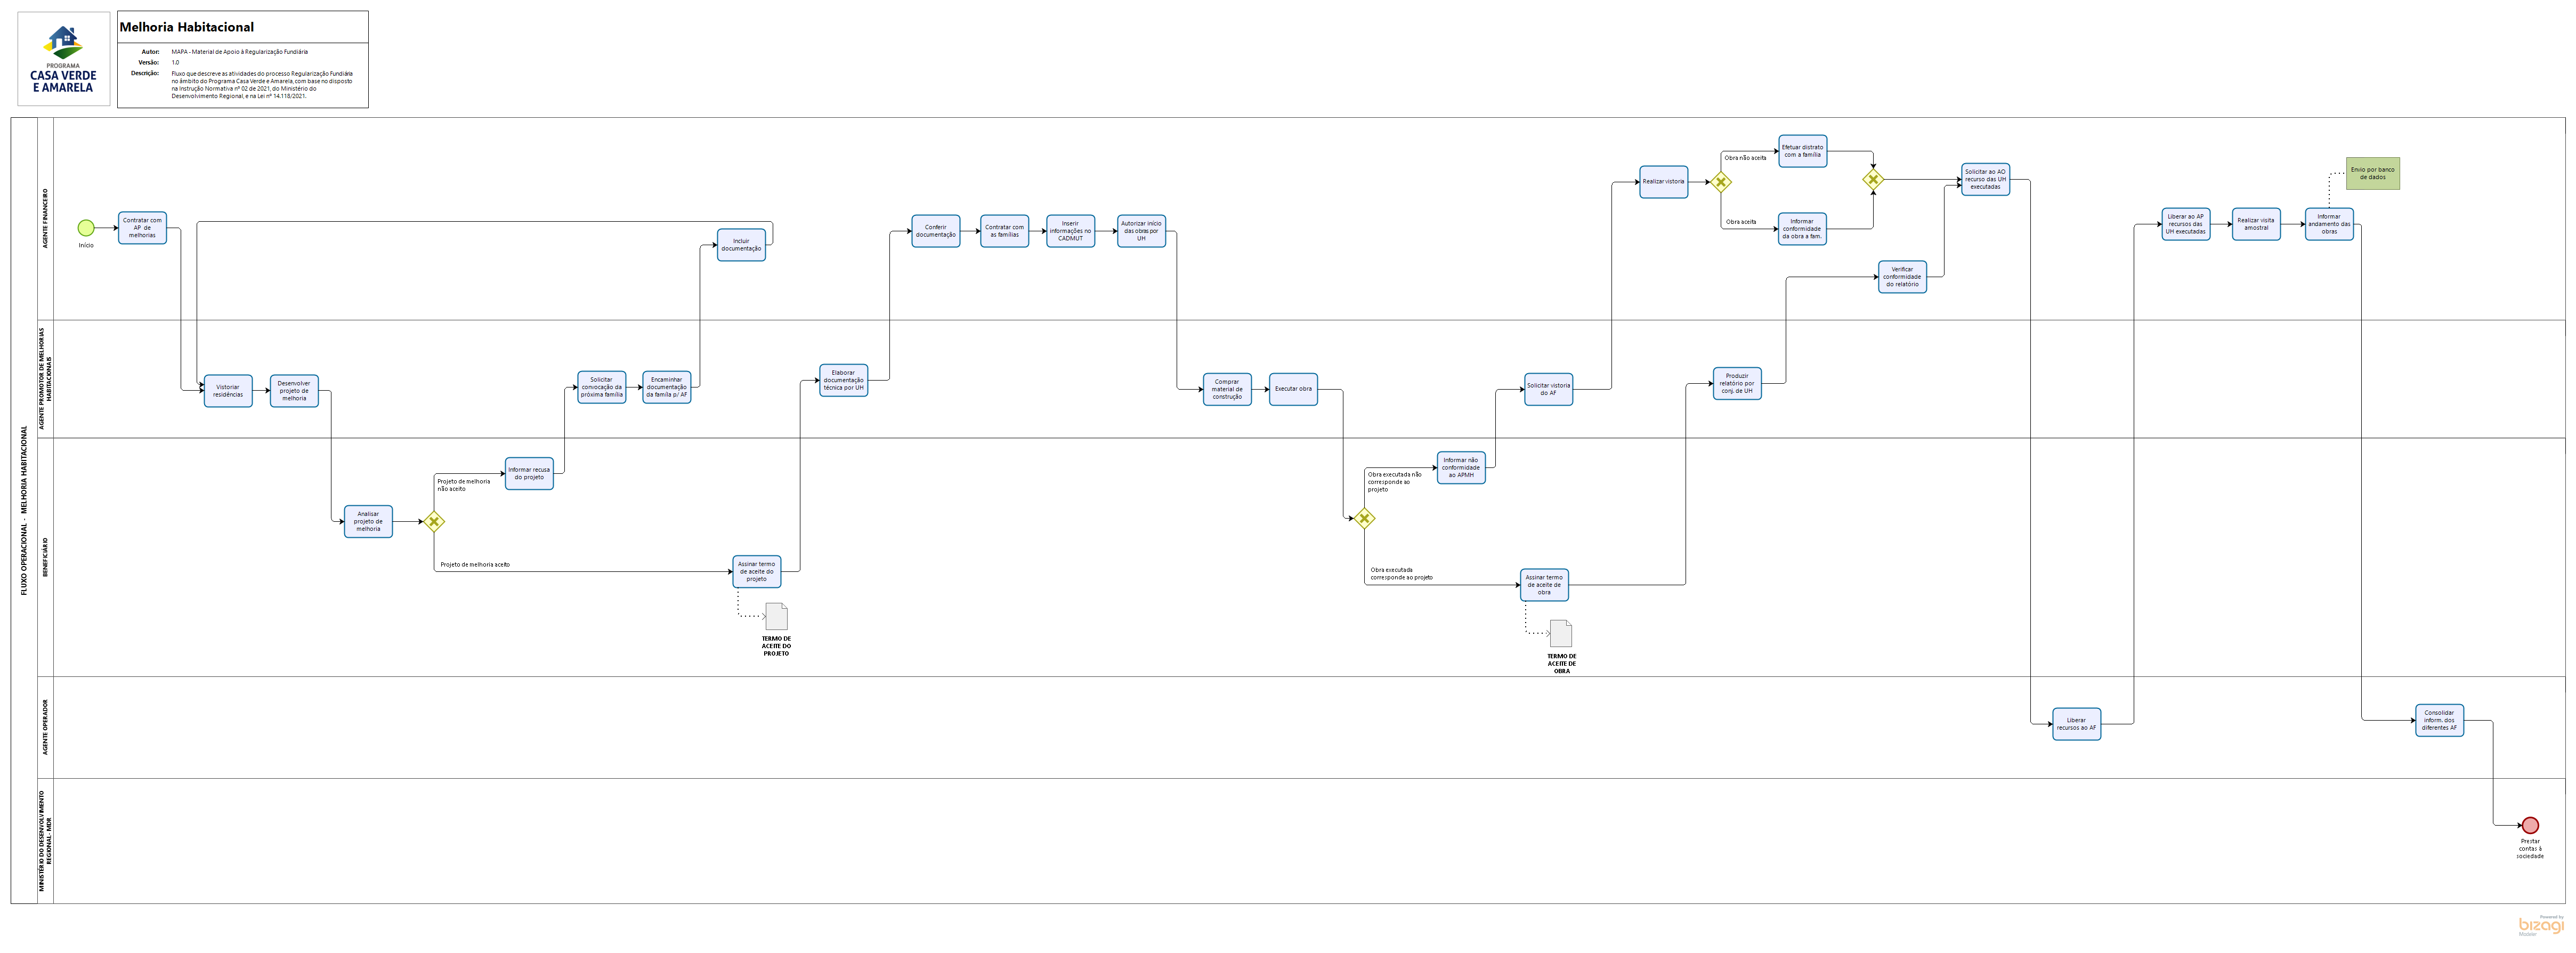 PROGRAMA
CASA VERDE
E AMARELA
Melhoria Habitacional
Autor: MAPA - Material de Apoio à Regularização Fundiária
Versão: 1.0
Descrição: Fluxo que descreve as atividades do processo Regularização Fundiária
no âmbito do Programa Casa Verde e Amarela, com base no disposto
na Instrução Normativa nº 02 de 2021, do Ministério do
Desenvolvimento Regional, e na Lei nº 14.118/2021.
FLUXO OPERACIONAL - MELHORIA HABITACIONAL
AGENTE FINANCEIRO
Início
Contratar com
AP de
melhorias
Incluir
documentação
Conferir
documentação
Contratar com
as famílias
Inserir
informações no
CADMUT
Autorizar início
das obras por
UH
Realizar vistoria
Obra não aceita
Efetuar distrato
com a família
Obra aceita
Informar
conformidade
da obra a fam.
Verificar
conformidade
do relatório
Solicitar ao AO
recurso das UH
executadas
Liberar ao AP
recursos das
UH executadas
Realizar visita
amostral
Informar
andamento das
obras
Envio por banco
de dados
AGENTE PROMOTOR DE MELHORIAS
HABITACIONAIS
Vistoriar
residências
Desenvolver
projeto de
melhoria
Solicitar
convocação da
próxima família
Encaminhar
documentação
da famila p/ AF
Elaborar
documentação
técnica por UH
Comprar
material de
construção
Executar obra
Solicitar vistoria
do AF
Produzir
relatório por
conj. de UH
BENEFICIÁRIO
Analisar
projeto de
melhoria
Projeto de melhoria
não aceito
Informar recusa
do projeto
Projeto de melhoria aceito
Assinar termo
de aceite do
projeto
TERMO DE
ACEITE DO
PROJETO
Obra executada não
corresponde ao
projeto
Informar não
conformidade
ao APMH
Obra executada
corresponde ao projeto
Assinar termo
de aceite de
obra
TERMO DE
ACEITE DE
OBRA
AGENTE OPERADOR
Liberar
recursos ao AF
Consolidar
inform. dos
diferentes AF
MINISTÉRIO DO DESENVOLVIMENTO
REGIONAL - MDR
Prestar
contas à
sociedade
Powered by
bizagi
Modeler